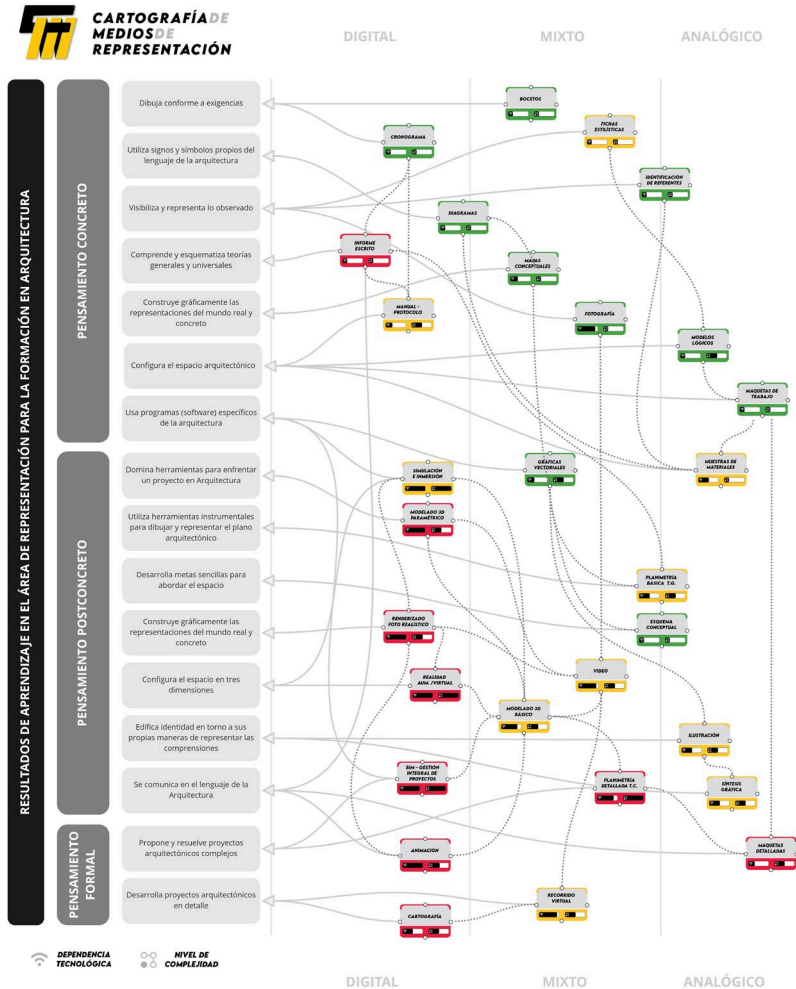 CARTOGRAFÍADE
MEDIOSDE
REPRESENTACIÓN
DIGITAL
MIXTO
ANALÓGICO
RESULTADOS DE APRENDIZAJE EN EL ÁREA DE REPRESENTACIÓN PARA LA FORMACIÓN EN ARQUITECTURA
PENSAMIENTO CONCRETO
Dibuja conforme a exigencias
Utiliza signos y símbolos propios del
lenguaje de la arquitectura
Visibiliza y representa lo observado
Comprende y esquematiza teorías
generales y universales
Construye gráficamente las
representaciones del mundo real y
concreto
Configura el espacio arquitectónico
Usa programas (software) específicos
de la arquitectura
PENSAMIENTO POSTCONCRETO
Domina herramientas para enfrentar
un proyecto en Arquitectura
Utiliza herramientas instrumentales
para dibujar y representar el plano
arquitectónico
Desarrolla metas sencillas para
abordar el espacio
Construye gráficamente las
representaciones del mundo real y
concreto
Configura el espacio en tres
dimensiones
Edifica identidad en torno a sus
propias maneras de representar las
comprensiones
Se comunica en el lenguaje de la
Arquitectura
PENSAMIENTO
FORMAL
Propone y resuelve proyectos
arquitectónicos complejos
Desarrolla proyectos arquitectónicos
en detalle
BOCETOS
FICHAS
ESTILÍSTICAS
CRONOGRAMA
IDENTIFICACIÓN
DE REFERENTES
DIAGRAMAS
INFORME
ESCRITO
MAPAS
CONCEPTUALES
MANUAL -
PROTOCOLO
FOTOGRAFÍA
MODELOS
LÓGICOS
MAQUETAS DE
TRABAJO
SIMULACIÓN
E INMERSIÓN
GRÁFICAS
VECTORIALES
MUESTRAS DE
MATERIALES
MODELADO 3D
PARAMÉTRICO
PLANIMETRÍA
BÁSICA T.G.
RENDERIZADO
FOTO REALÍSTICO
ESQUEMA
CONCEPTUAL
REALIDAD
AUM. /VIRTUAL
VIDEO
MODELADO 3D
BÁSICO
ILUSTRACIÓN
BIM - GESTIÓN
INTEGRAL DE
PROYECTOS
PLANIMETRÍA
DETALLADA T.C.
SÍNTESIS
GRÁFICA
ANIMACIÓN
MAQUETAS
DETALLADAS
CARTOGRAFÍA
RECORRIDO
VIRTUAL
DEPENDENCIA
TECNOLÓGICA
NIVEL DE
COMPLEJIDAD
DIGITAL
MIXTO
ANALÓGICO